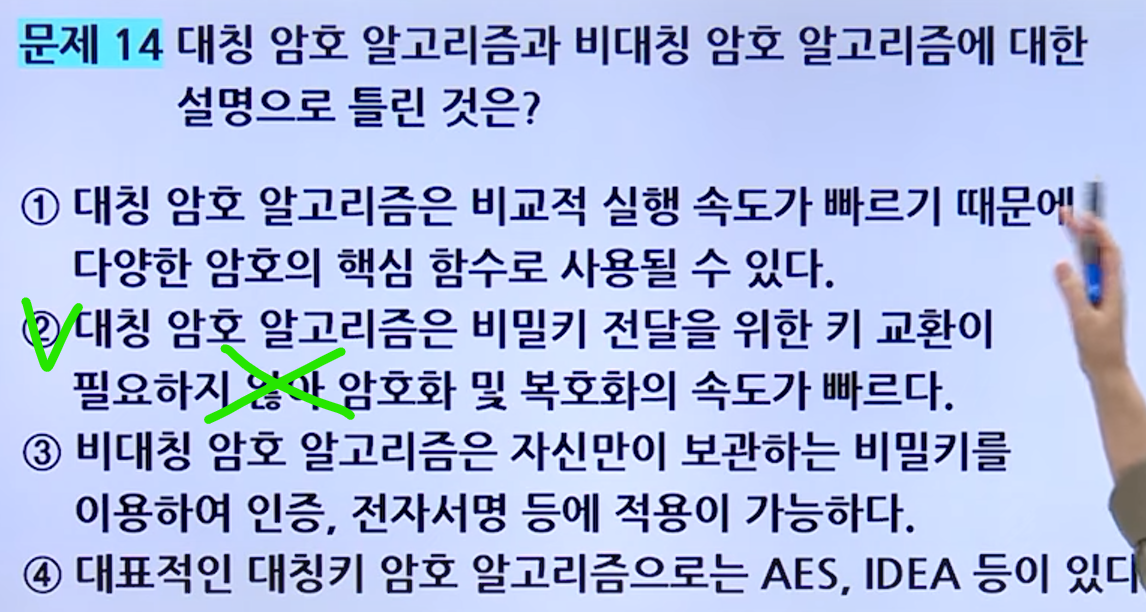 문제 14 대칭 암호 알고리즘과 비대칭 암호 알고리즘에 대한
설명으로 틀린 것은?
① 대칭 암호 알고리즘은 비교적 실행 속도가 빠르기 때문에
다양한 암호의 핵심 함수로 사용될 수 있다.
② 대칭 암호 알고리즘은 비밀키 전달을 위한 키 교환이
필요하지 않아 암호화 및 복호화의 속도가 빠르다.
③ 비대칭 암호 알고리즘은 자신만이 보관하는 비밀키를
이용하여 인증, 전자서명 등에 적용이 가능하다.
④ 대표적인 대칭키 암호 알고리즘으로는 AES, IDEA 등이 있다